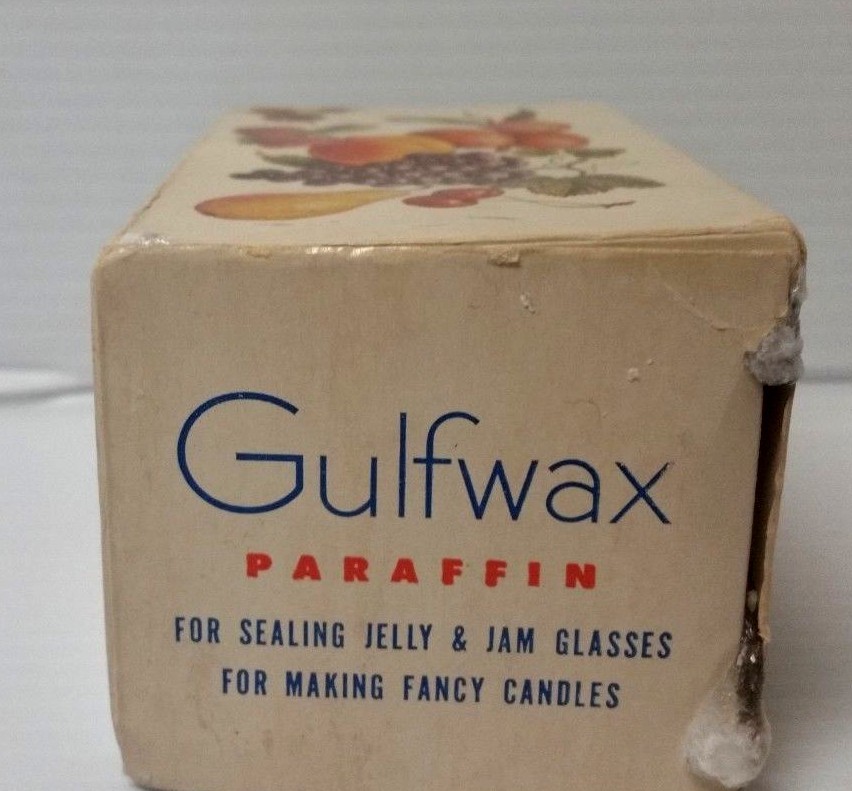 Gulfwax
PARAFFIN
FOR SEALING JELLY & JAM GLASSES
FOR MAKING FANCY CANDLES